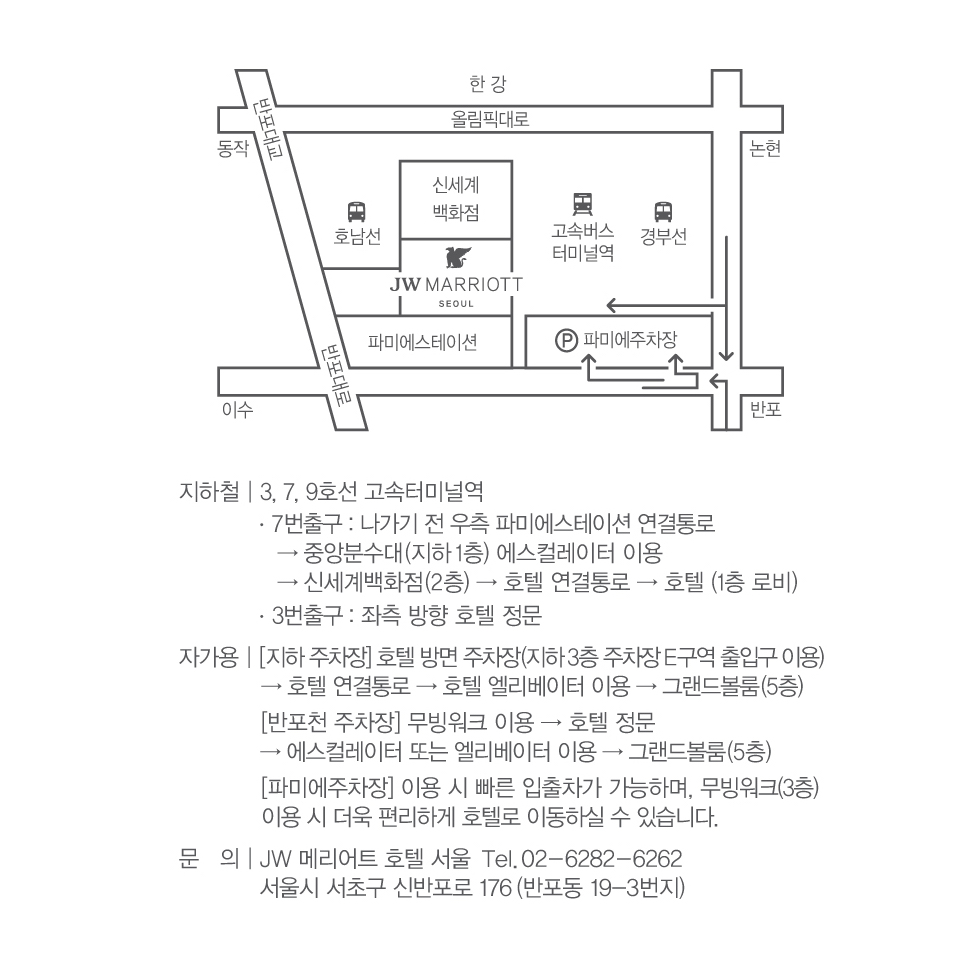 한 강
올림픽대로
반포대교
동작
논현
신세계
백화점
호남선
고속버스
터미널역
경부선
JW MARRIOTT
SEOUL
파미에스테이션
P 파미에주차장
반포대로
이수
반포
지하철 | 3, 7, 9호선 고속터미널역
· 7번출구 : 나가기 전 우측 파미에스테이션 연결통로
→ 중앙분수대(지하 1층) 에스컬레이터 이용
→ 신세계백화점(2층) → 호텔 연결통로 → 호텔 (1층 로비)
· 3번출구 : 좌측 방향 호텔 정문
자가용 | [지하 주차장] 호텔 방면 주차장(지하 3층 주차장 E구역 출입구 이용)
→ 호텔 연결통로 → 호텔 엘리베이터 이용 → 그랜드볼룸(5층)
[반포천 주차장] 무빙워크 이용 → 호텔 정문
→ 에스컬레이터 또는 엘리베이터 이용 → 그랜드볼룸(5층)
[파미에주차장] 이용 시 빠른 입출차가 가능하며, 무빙워크(3층)
이용 시 더욱 편리하게 호텔로 이동하실 수 있습니다.
문 의 | JW 메리어트 호텔 서울 Tel. 02-6282-6262
서울시 서초구 신반포로 176 (반포동 19-3번지)